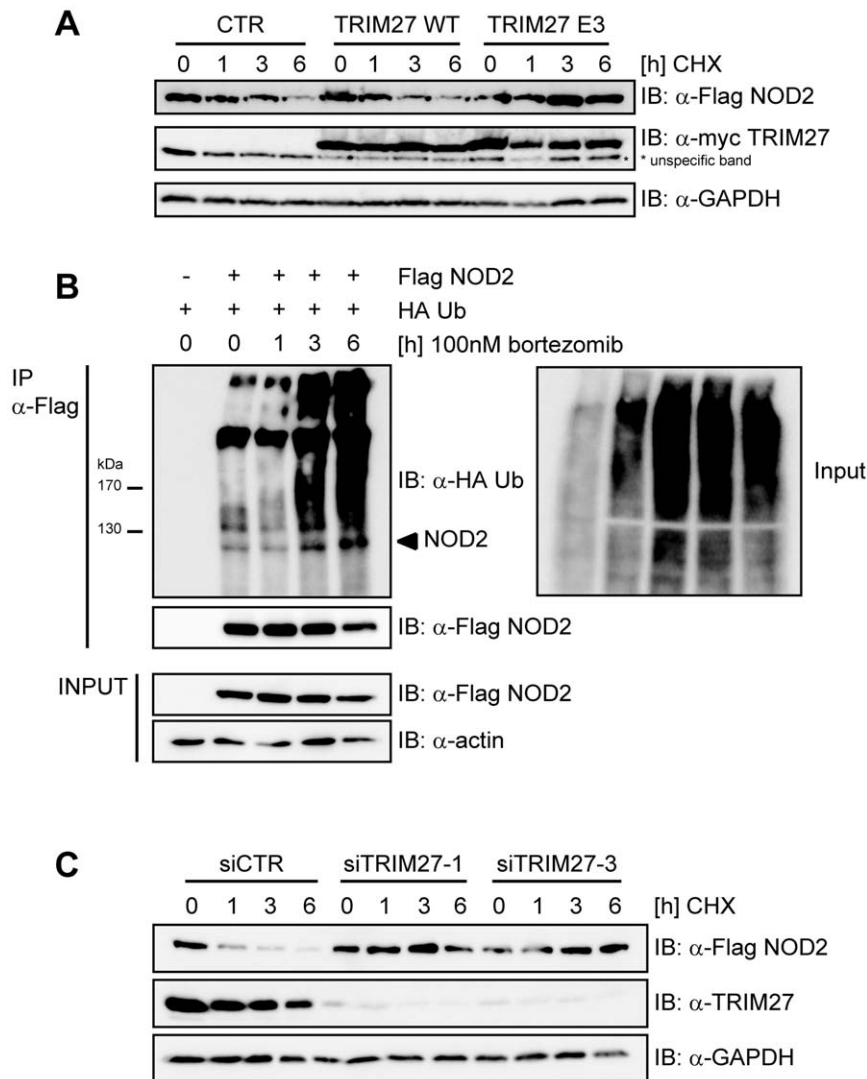 A
CTR TRIM27 WT TRIM27 E3
0 1 3 6 0 1 3 6 0 1 3 6 [h] CHX
IB: α-Flag NOD2
IB: α-myc TRIM27
* * unspecific band
IB: α-GAPDH
B
- + + + + Flag NOD2
+ + + + + HA Ub
0 0 1 3 6 [h] 100nM bortezomib
IP
α-Flag
kDa
170
130
IB: α-HA Ub
NOD2
Input
IB: α-Flag NOD2
INPUT
IB: α-Flag NOD2
IB: α-actin
C
siCTR siTRIM27-1 siTRIM27-3
0 1 3 6 0 1 3 6 0 1 3 6 [h] CHX
IB: α-Flag NOD2
IB: α-TRIM27
IB: α-GAPDH